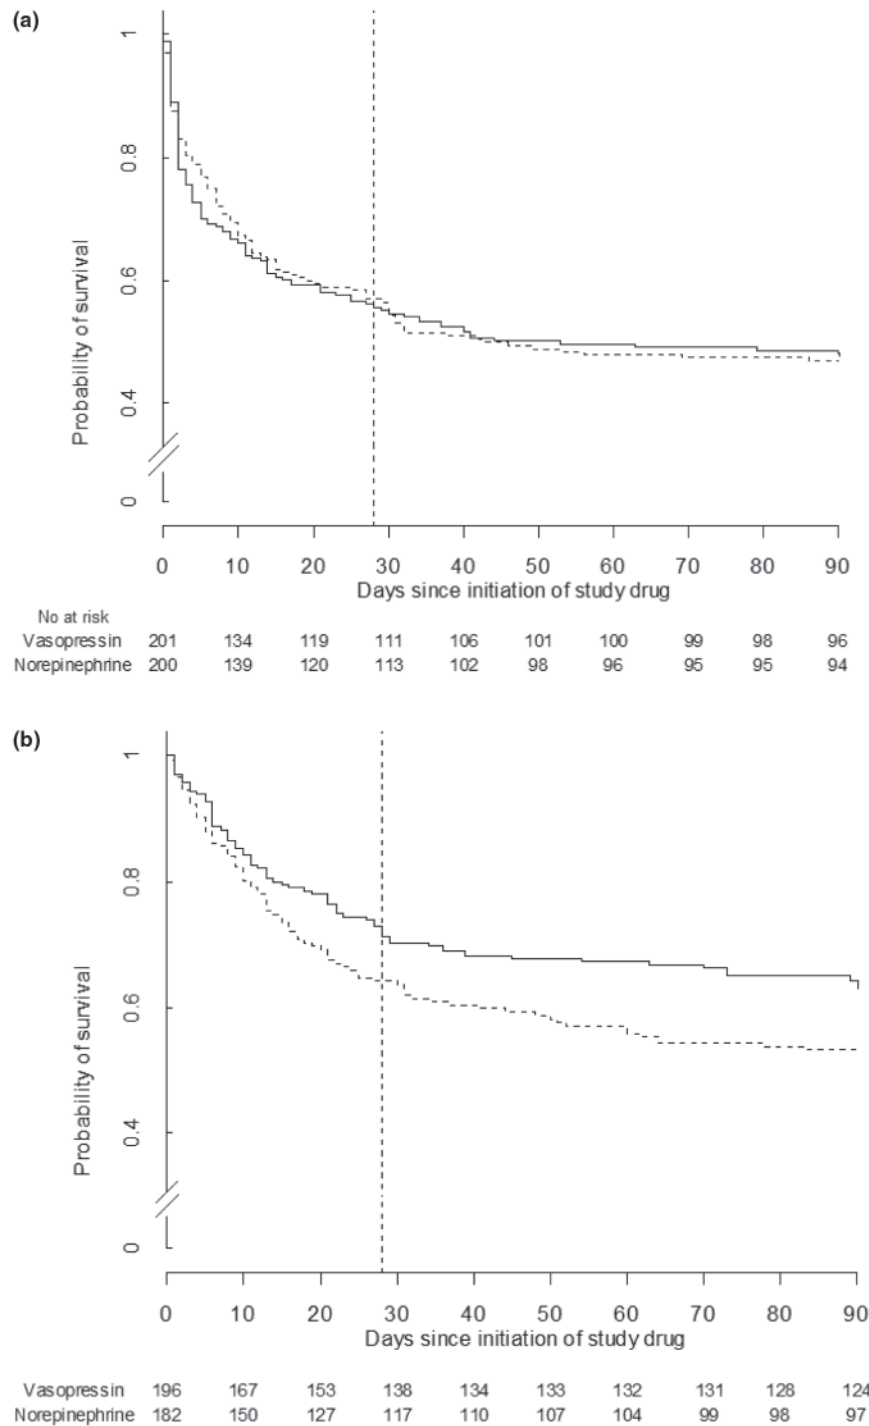 (a)
1
0.8
0.6
0.4
0
Probability of survival
0 10 20 30 40 50 60 70 80 90
Days since initiation of study drug
No at risk
Vasopressin 201 134 119 111 106 101 100 99 98 96
Norepinephrine 200 139 120 113 102 98 96 95 95 94
(b)
1
0.8
0.6
0.4
0
Probability of survival
0 10 20 30 40 50 60 70 80 90
Days since initiation of study drug
Vasopressin 196 167 153 138 134 133 132 131 128 124
Norepinephrine 182 150 127 117 110 107 104 99 98 97